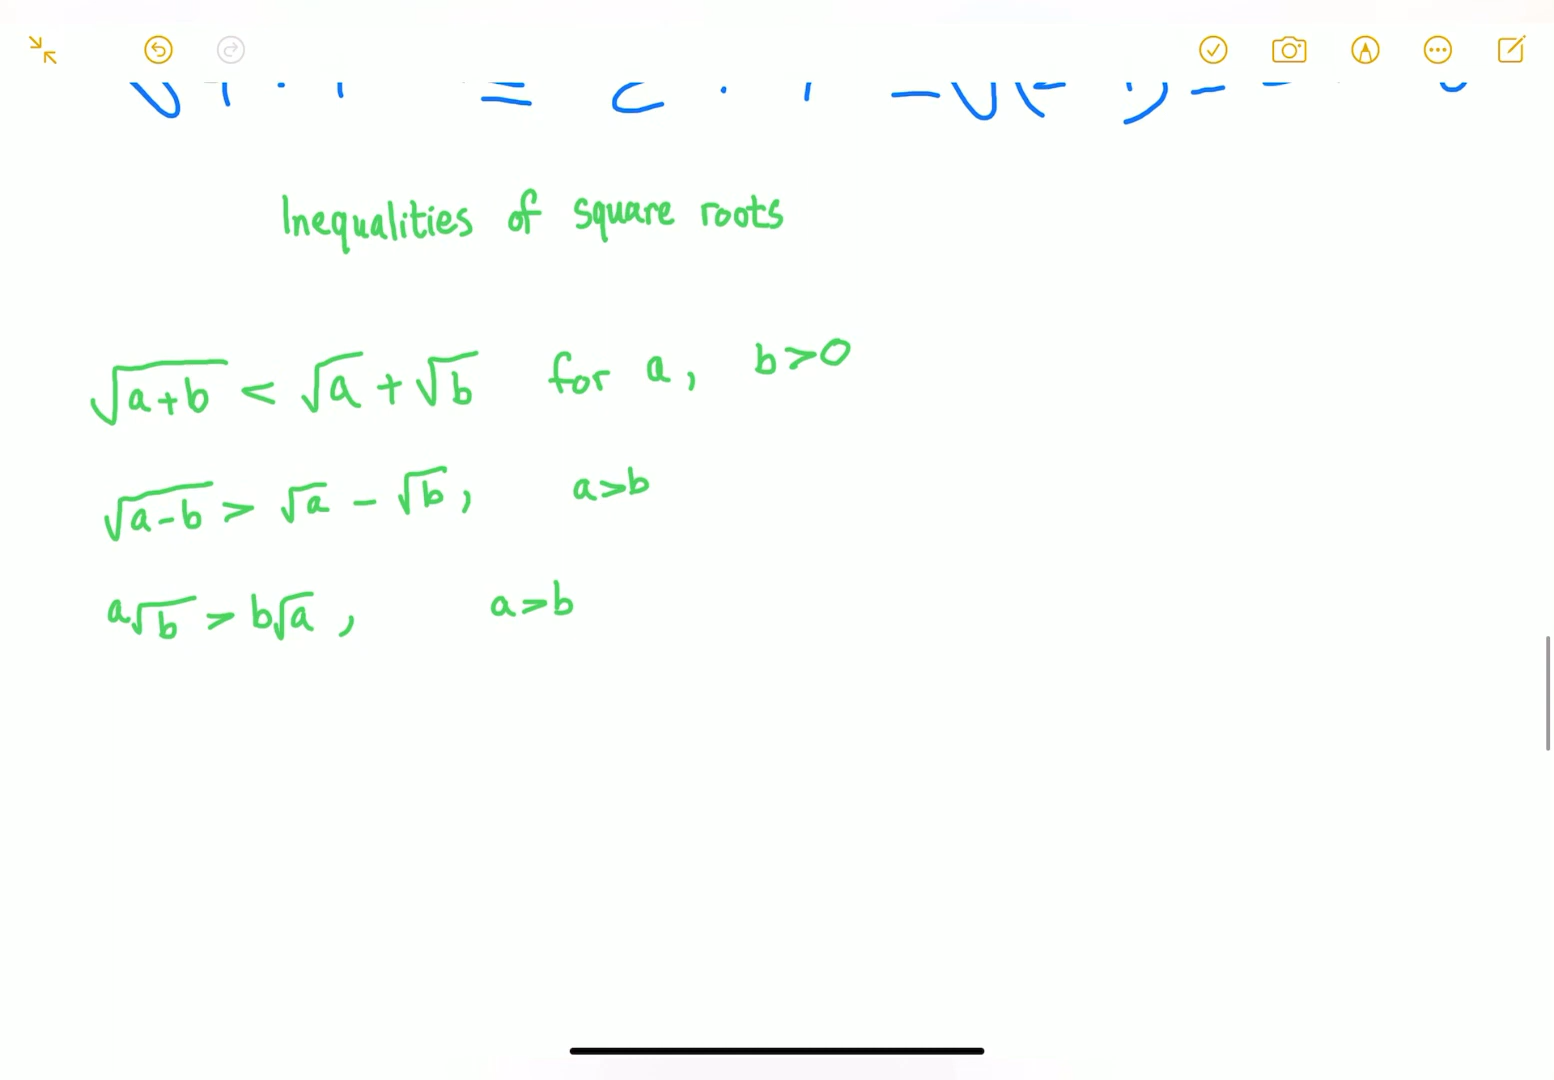 Inequalities of square roots
√(a+b) < √a + √b for a, b>0
√(a-b) > √a - √b, a>b
a√b > b√a, a>b